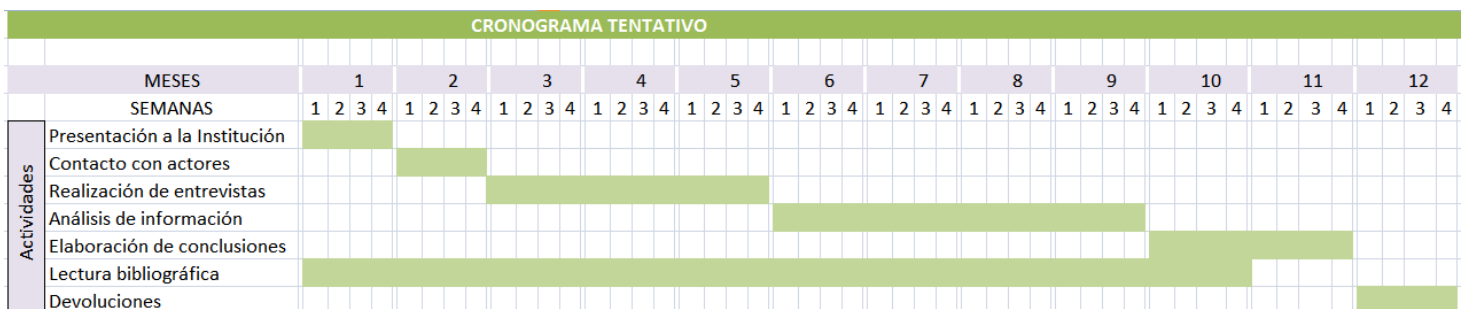 CRONOGRAMA TENTATIVO
MESES 1 2 3 4 5 6 7 8 9 10 11 12
SEMANAS 1 2 3 4 1 2 3 4 1 2 3 4 1 2 3 4 1 2 3 4 1 2 3 4 1 2 3 4 1 2 3 4 1 2 3 4 1 2 3 4 1 2 3 4 1 2 3 4
Actividades
Presentación a la Institución
Contacto con actores
Realización de entrevistas
Análisis de información
Elaboración de conclusiones
Lectura bibliográfica
Devoluciones